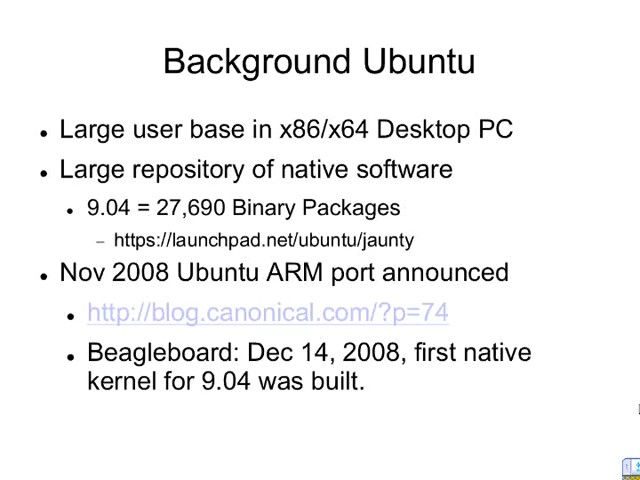 Background Ubuntu
Large user base in x86/x64 Desktop PC
Large repository of native software
9.04 = 27,690 Binary Packages
https://launchpad.net/ubuntu/jaunty
Nov 2008 Ubuntu ARM port announced
http://blog.canonical.com/?p=74
Beagleboard: Dec 14, 2008, first native
kernel for 9.04 was built.